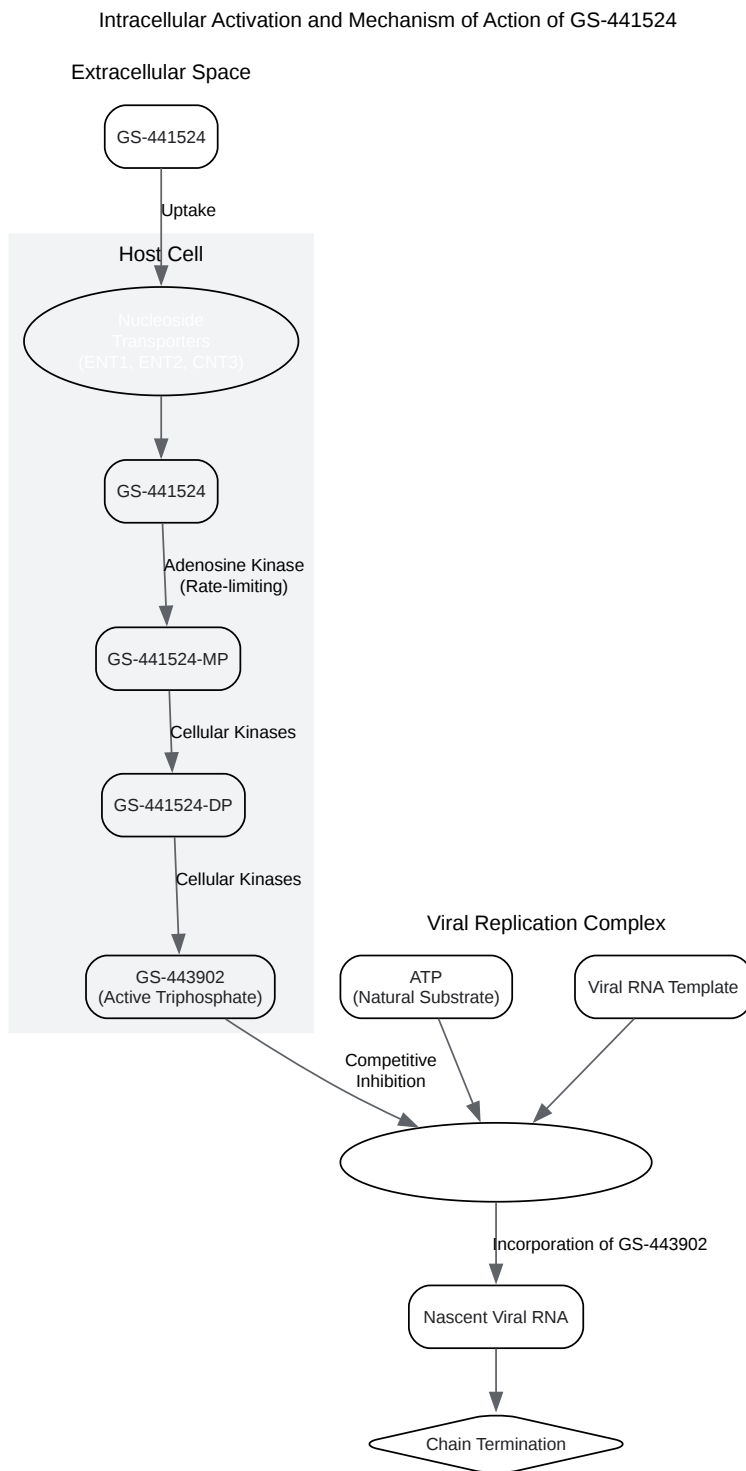 Intracellular Activation and Mechanism of Action of GS-441524
Extracellular Space
GS-441524
Uptake
Host Cell
Nucleoside
Transporters
(ENT1, ENT2, CNT3)
GS-441524
Adenosine Kinase
(Rate-limiting)
GS-441524-MP
Cellular Kinases
GS-441524-DP
Cellular Kinases
Viral Replication Complex
GS-443902
(Active Triphosphate)
ATP
(Natural Substrate)
Viral RNA Template
Competitive
Inhibition
Incorporation of GS-443902
Nascent Viral RNA
Chain Termination